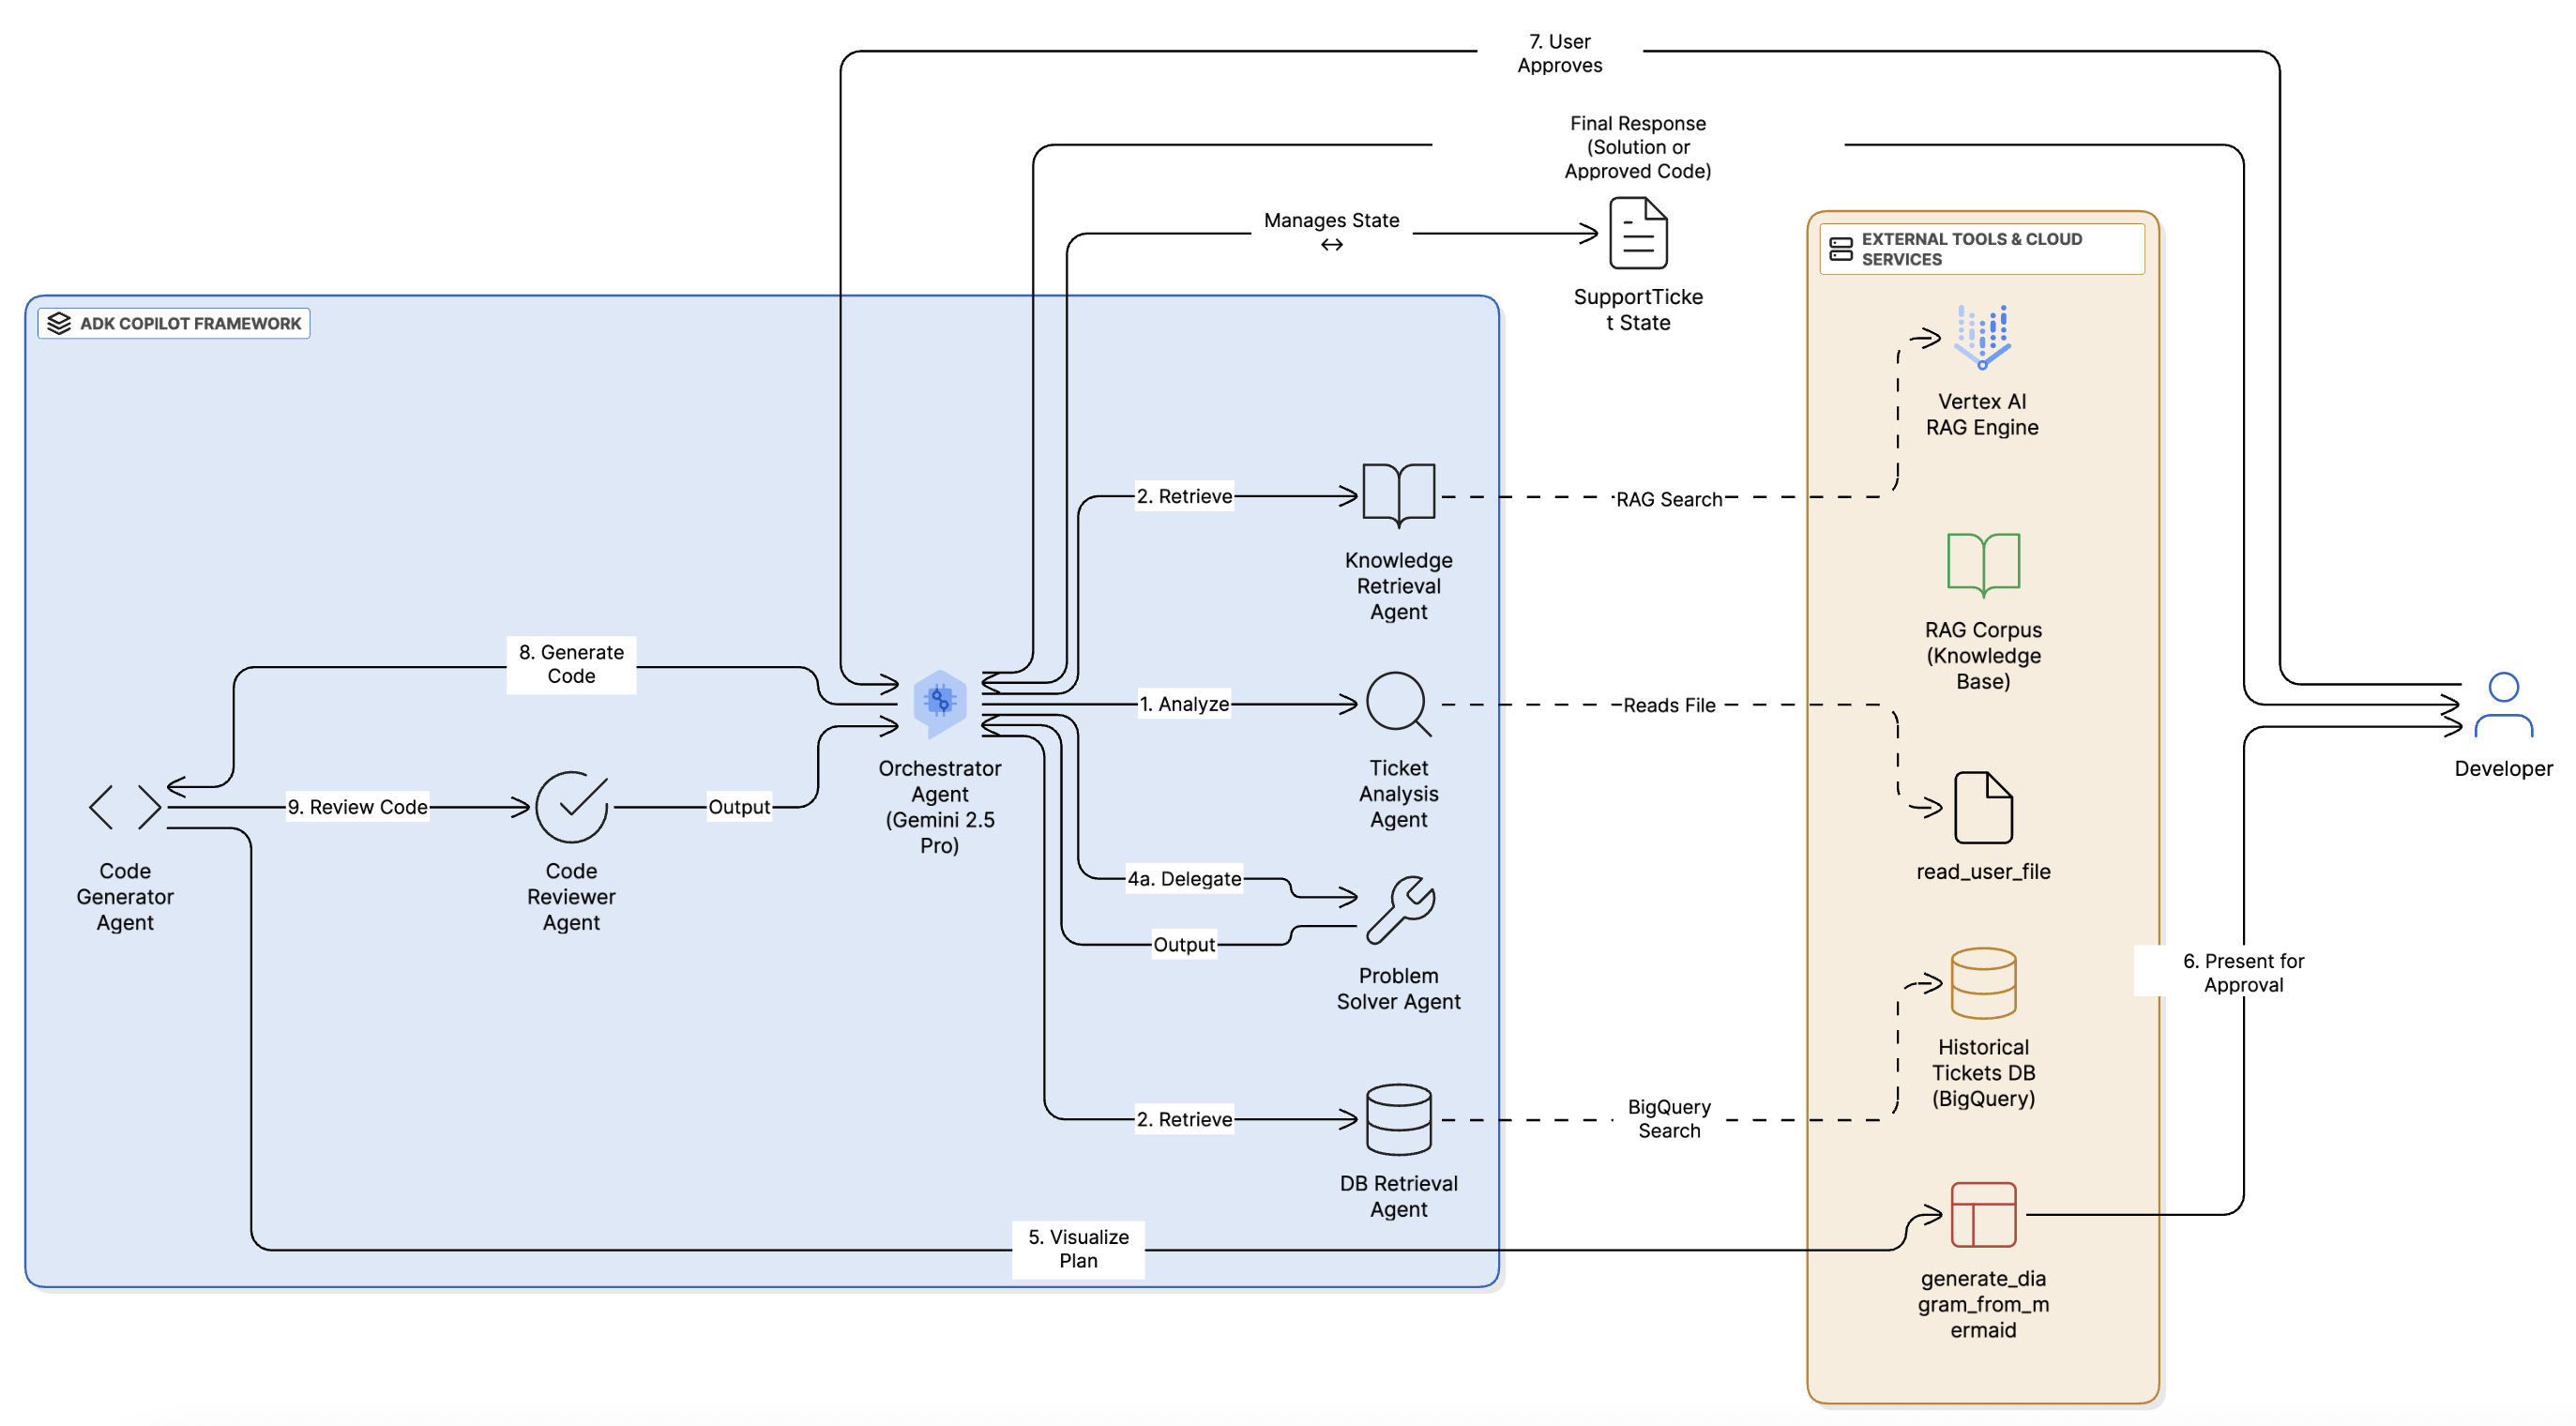 7. User
Approves
Final Response
(Solution or
Approved Code)
Manages State
↔
SupportTicke
t State
EXTERNAL TOOLS & CLOUD
SERVICES
ADK COPILOT FRAMEWORK
Vertex AI
RAG Engine
2. Retrieve
RAG Search
Knowledge
Retrieval
Agent
RAG Corpus
(Knowledge
Base)
8. Generate
Code
1. Analyze
Reads File
Orchestrator
Agent
(Gemini 2.5
Pro)
Ticket
Analysis
Agent
Developer
9. Review Code
Output
Code
Generator
Agent
Code
Reviewer
Agent
4a. Delegate
read_user_file
Output
Problem
Solver Agent
6. Present for
Approval
Historical
Tickets DB
(BigQuery)
2. Retrieve
BigQuery
Search
DB Retrieval
Agent
5. Visualize
Plan
generate_dia
gram_from_m
ermaid